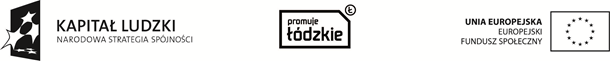 KAPITAŁ LUDZKI
NARODOWA STRATEGIA SPÓJNOŚCI
promuje
łódzkie
Ł
UNIA EUROPEJSKA
EUROPEJSKI
FUNDUSZ SPOŁECZNY